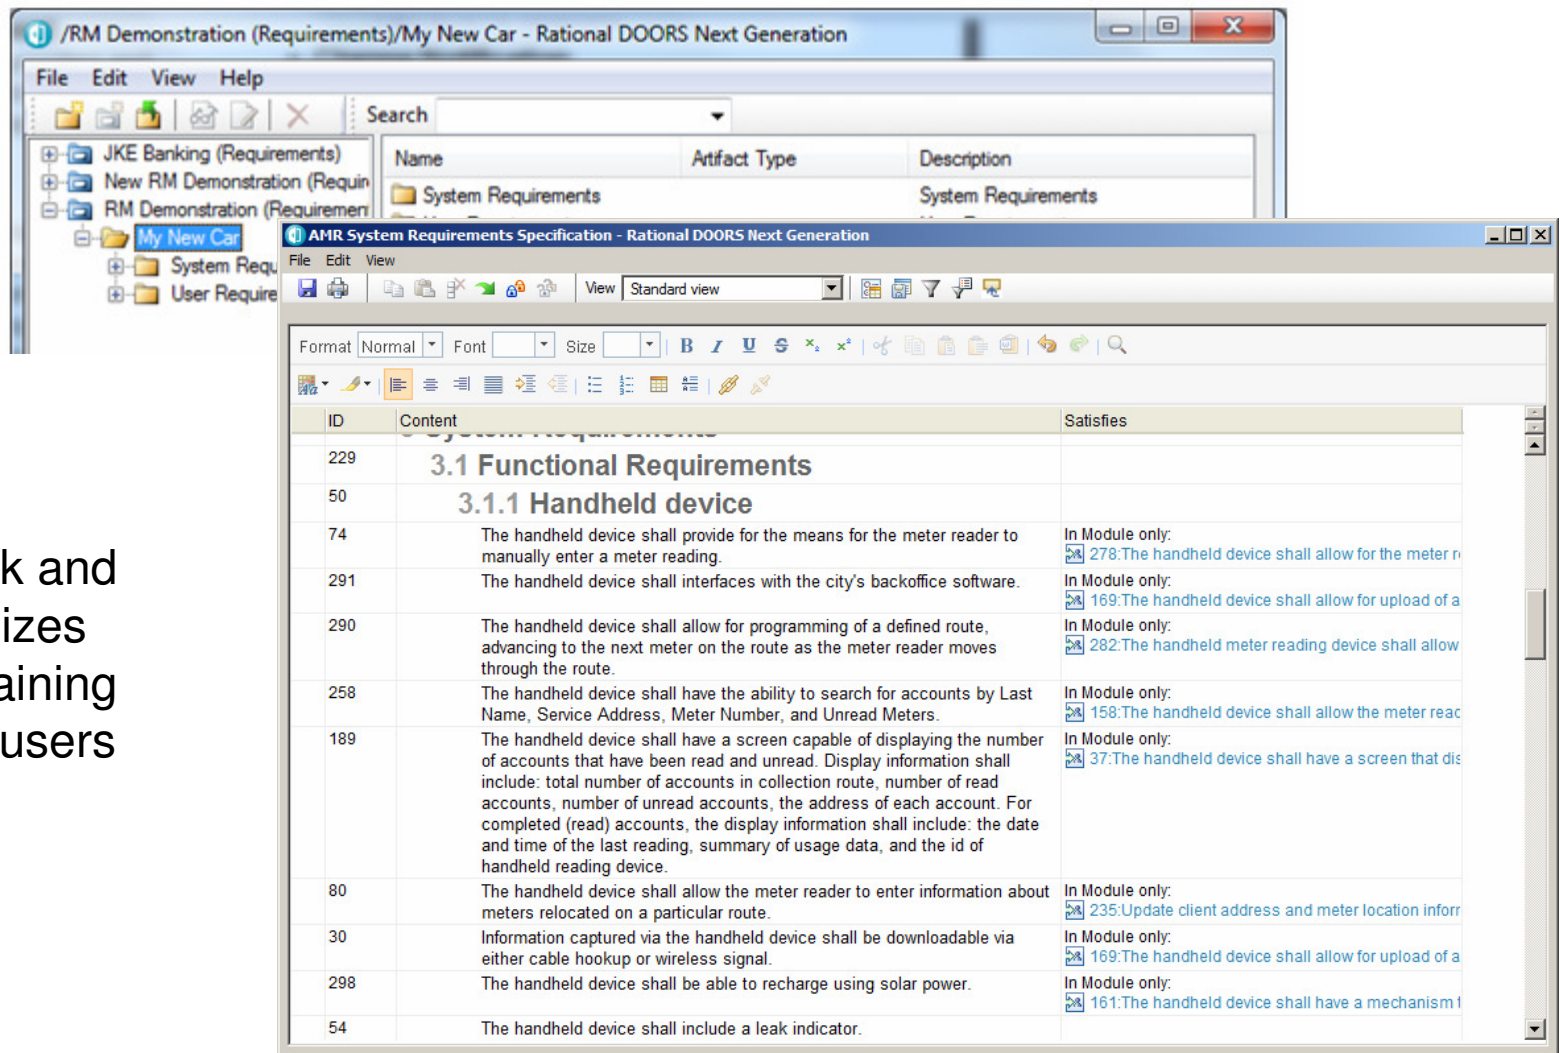 /RM Demonstration (Requirements)/My New Car - Rational DOORS Next Generation
File Edit View Help
Search
JKE Banking (Requirements)
New RM Demonstration (Requir
RM Demonstration (Requiremen
My New Car
System Requ
User Require
Name Artifact Type Description
System Requirements System Requirements
AMR System Requirements Specification - Rational DOORS Next Generation
File Edit View
View Standard view
Format Normal Font Size
ID Content Satisfies
System Requirements
229 3.1 Functional Requirements
50 3.1.1 Handheld device
74 The handheld device shall provide for the means for the meter reader to In Module only:
manually enter a meter reading. 278:The handheld device shall allow for the meter r
291 The handheld device shall interfaces with the city's backoffice software. In Module only:
169:The handheld device shall allow for upload of a
290 The handheld device shall allow for programming of a defined route, In Module only:
advancing to the next meter on the route as the meter reader moves 282:The handheld meter reading device shall allow
through the route.
258 The handheld device shall have the ability to search for accounts by Last In Module only:
Name, Service Address, Meter Number, and Unread Meters. 158:The handheld device shall allow the meter reac
189 The handheld device shall have a screen capable of displaying the number In Module only:
of accounts that have been read and unread. Display information shall 37:The handheld device shall have a screen that dis
include: total number of accounts in collection route, number of read
accounts, number of unread accounts, the address of each account. For
completed (read) accounts, the display information shall include: the date
and time of the last reading, summary of usage data, and the id of
handheld reading device.
80 The handheld device shall allow the meter reader to enter information about In Module only:
meters relocated on a particular route. 235:Update client address and meter location inforr
30 Information captured via the handheld device shall be downloadable via In Module only:
either cable hookup or wireless signal. 169:The handheld device shall allow for upload of a
298 The handheld device shall be able to recharge using solar power. In Module only:
161:The handheld device shall have a mechanism t
54 The handheld device shall include a leak indicator.
k and
izes
aining
users